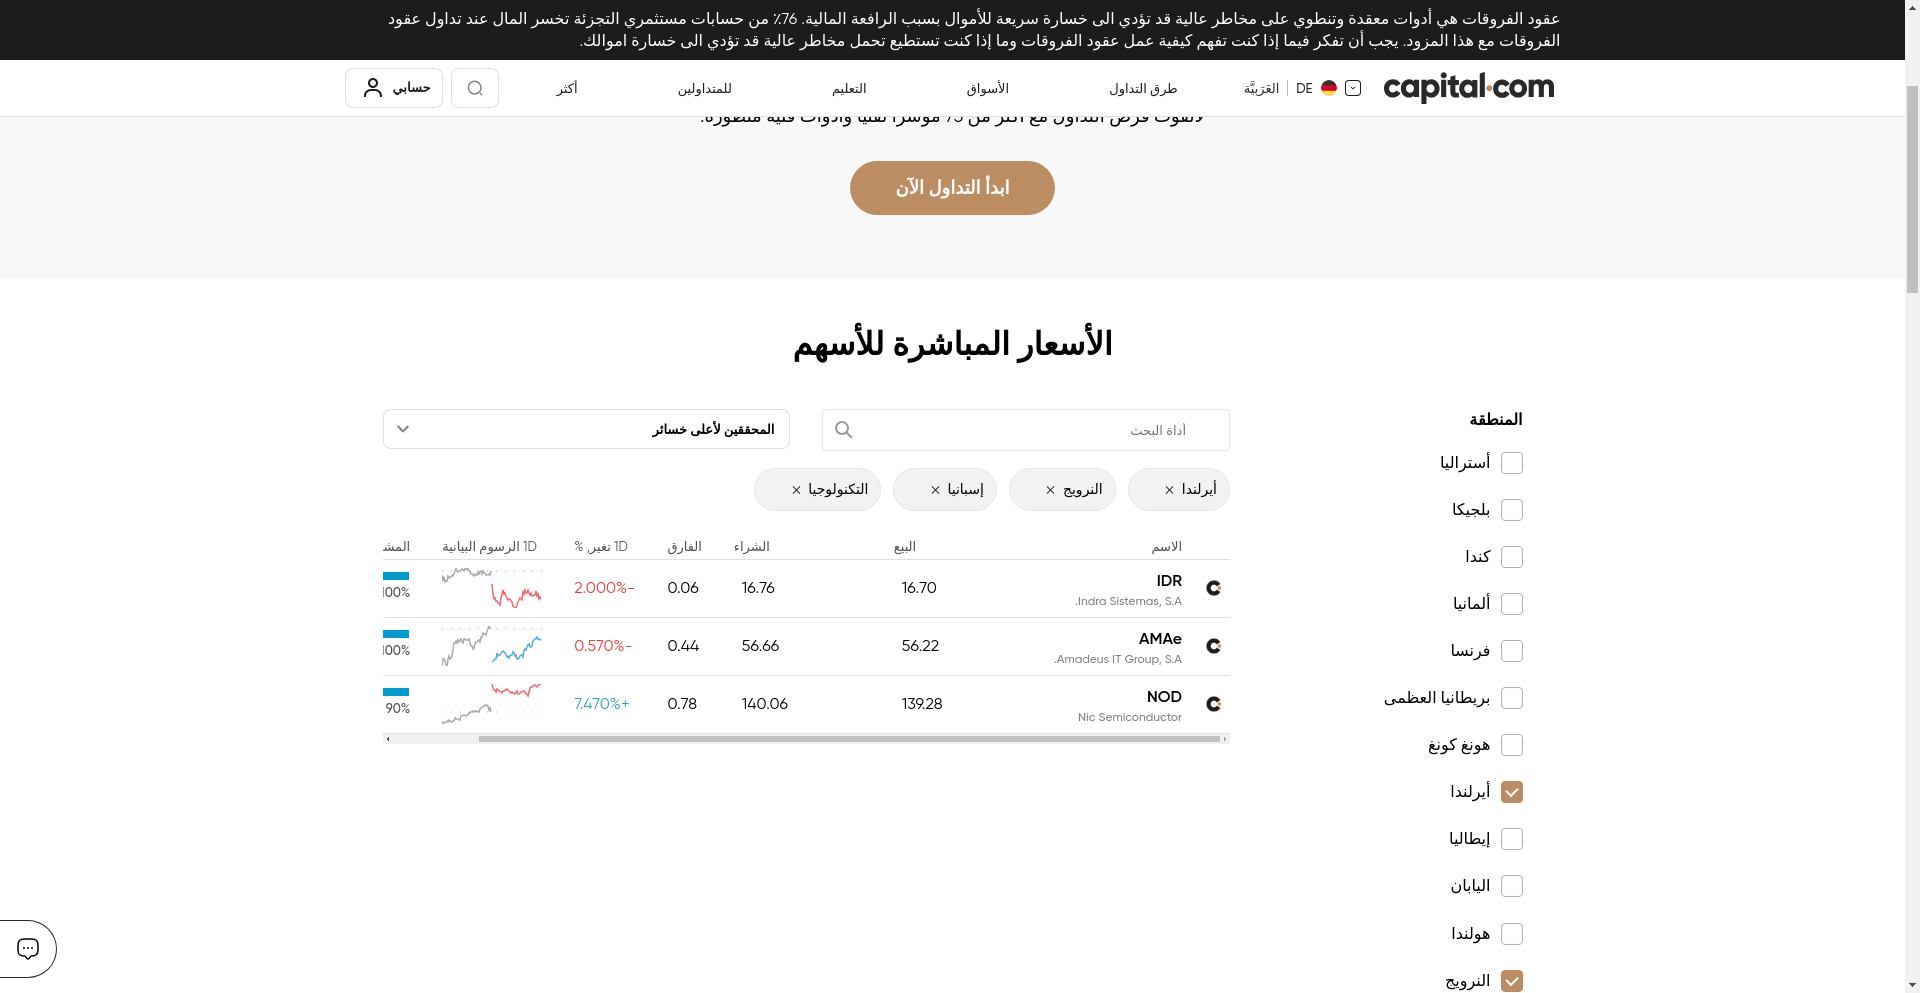 عقود الفروقات هي أدوات معقدة وتنطوي على مخاطر عالية قد تؤدي الى خسارة سريعة للأموال بسبب الرافعة المالية. 76٪ من حسابات مستثمري التجزئة تخسر المال عند تداول عقود
الفروقات مع هذا المزود. يجب أن تفكر فيما إذا كنت تفهم كيفية عمل عقود الفروقات وما إذا كنت تستطيع تحمل مخاطر عالية قد تؤدي الى خسارة اموالك.
capital.com
DE العَرَبيَّة
طرق التداول
الأسواق
التعليم
للمتداولين
أكثر
حسابي
ابدأ التداول الآن
الأسعار المباشرة للأسهم
المنطقة
أستراليا
بلجيكا
كندا
ألمانيا
فرنسا
بريطانيا العظمى
هونغ كونغ
أيرلندا
إيطاليا
اليابان
هولندا
النرويج
أداة البحث
المحققين لأعلى خسائر
أيرلندا ×
النرويج ×
إسبانيا ×
التكنولوجيا ×
الاسم البيع الشراء الفارق 1D تغير, % 1D الرسوم البيانية
IDR 16.70 16.76 0.06 2.000%-
Indra Sistemas, S.A.
AMAe 56.22 56.66 0.44 0.570%-
Amadeus IT Group, S.A.
NOD 139.28 140.06 0.78 7.470%+ 90%
Nic Semiconductor